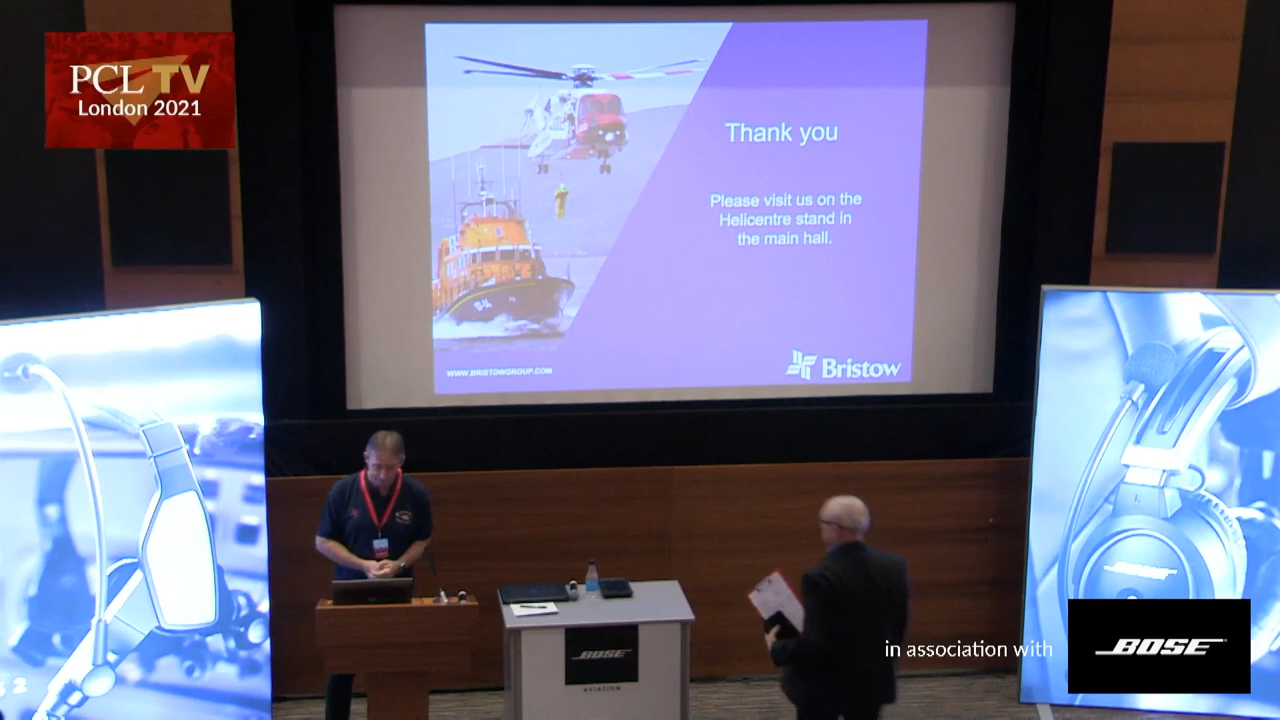 PCL TV
London 2021
Thank you
Please visit us on the
Helicentre stand in
the main hall.
WWW.BRISTOWGROUP.COM
Bristow
BOSE
BOSE
AVIATION
in association with
BOSE